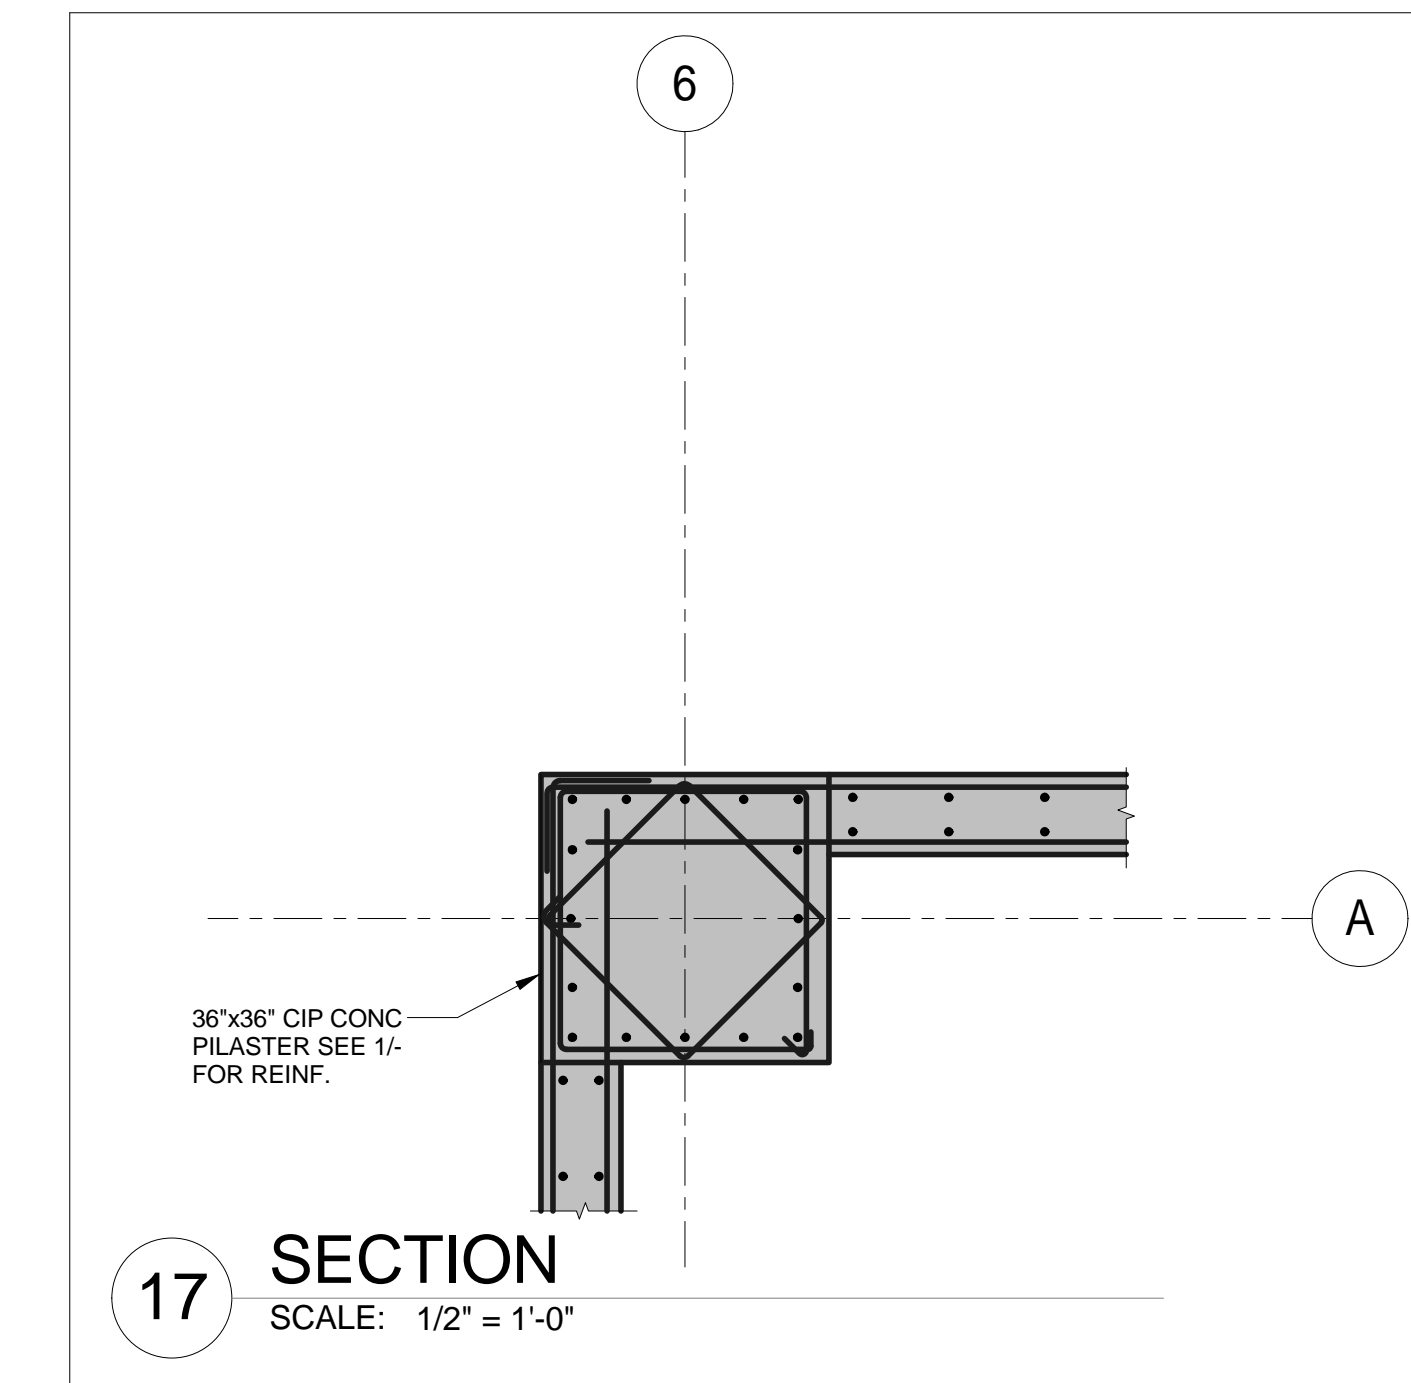 6
A
36"x36" CIP CONC
PILASTER SEE 1/-
FOR REINF.
17
SECTION
SCALE: 1/2" = 1'-0"